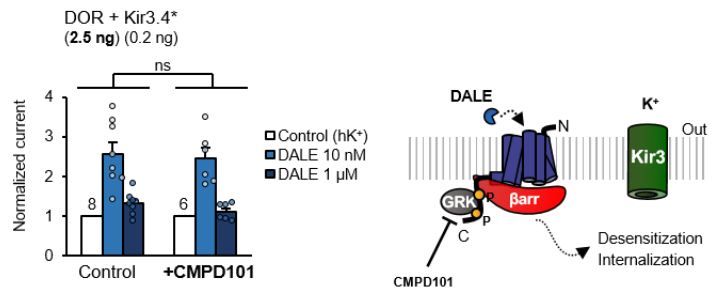 DOR + Kir3.4*
(2.5 ng) (0.2 ng)
ns
Normalized current
4
3
2
1
0
8
6
Control
+CMPD101
Control (hK⁺)
DALE 10 nM
DALE 1 µM
DALE
N
K⁺
Out
Kir3
GRK
P
βarr
P
C
Desensitization
Internalization
CMPD101